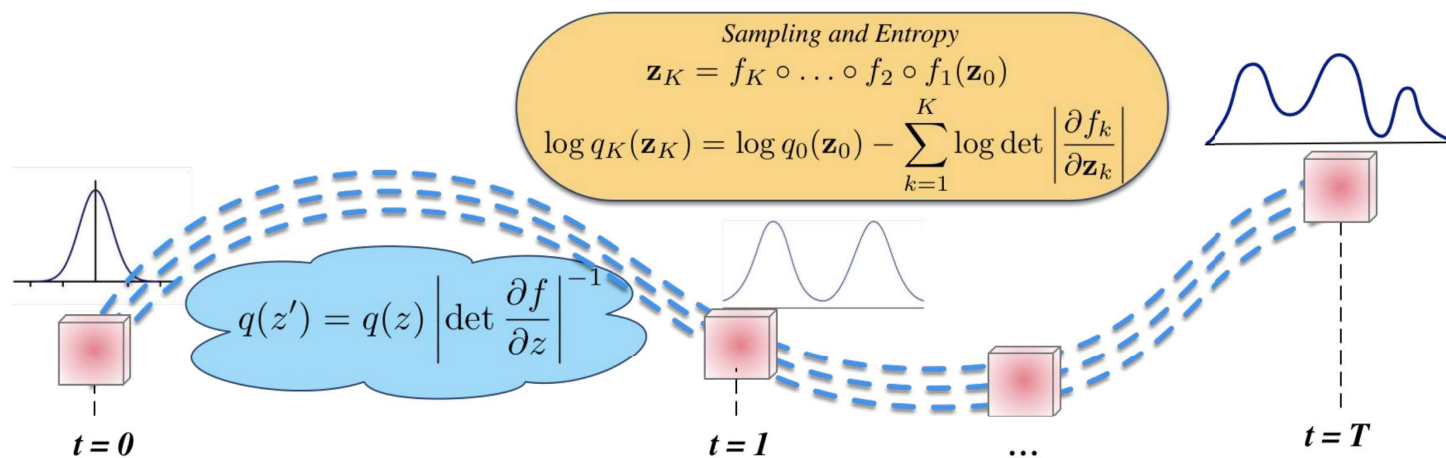 Sampling and Entropy
𝐳_K = f_K ∘ … ∘ f_2 ∘ f_1(𝐳_0)
log q_K(𝐳_K) = log q_0(𝐳_0) − ∑_{k=1}^{K} log det |∂f_k/∂𝐳_k|
q(z′) = q(z) |det ∂f/∂z|^{−1}
t = 0 t = 1 ... t = T